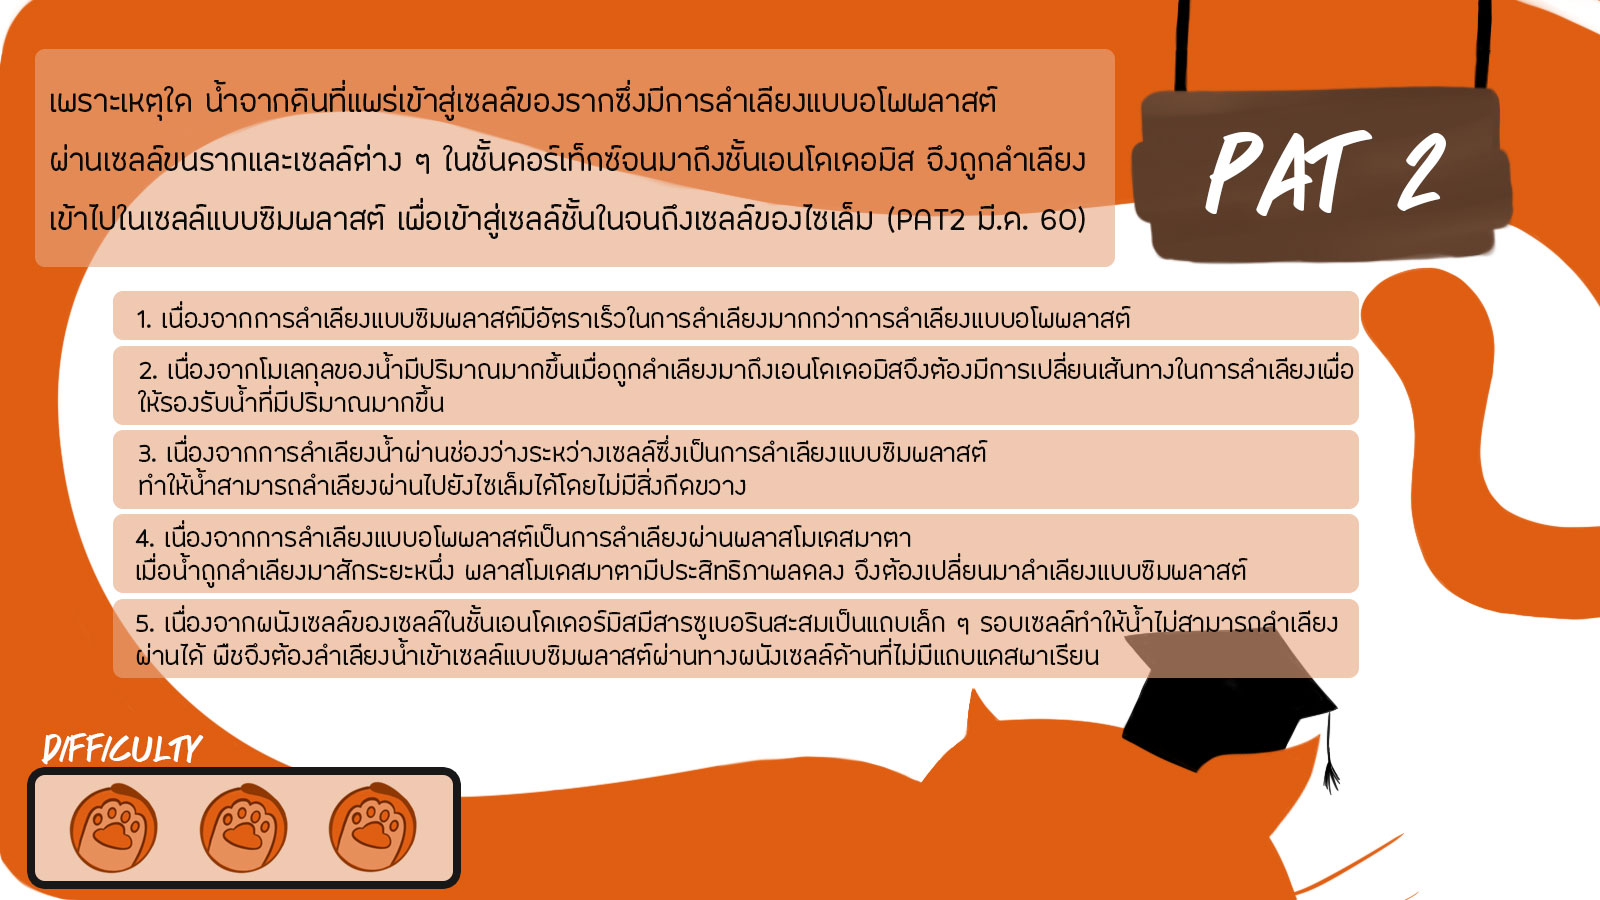 เพราะเหตุใด น้ำจากดินที่แพร่เข้าสู่เซลล์ของรากซึ่งมีการลำเลียงแบบอโพพลาสต์
ผ่านเซลล์ขนรากและเซลล์ต่าง ๆ ในชั้นคอร์เท็กซ์จนมาถึงชั้นเอนโดเดอมิส จึงถูกลำเลียง
เข้าไปในเซลล์แบบซิมพลาสต์ เพื่อเข้าสู่เซลล์ชั้นในจนถึงเซลล์ของไซเล็ม (PAT2 มี.ค. 60)
PAT 2
1. เนื่องจากการลำเลียงแบบซิมพลาสต์มีอัตราเร็วในการลำเลียงมากกว่าการลำเลียงแบบอโพพลาสต์
2. เนื่องจากโมเลกุลของน้ำมีปริมาณมากขึ้นเมื่อถูกลำเลียงมาถึงเอนโดเดอมิสจึงต้องมีการเปลี่ยนเส้นทางในการลำเลียงเพื่อ
ให้รองรับน้ำที่มีปริมาณมากขึ้น
3. เนื่องจากการลำเลียงน้ำผ่านช่องว่างระหว่างเซลล์ซึ่งเป็นการลำเลียงแบบซิมพลาสต์
ทำให้น้ำสามารถลำเลียงผ่านไปยังไซเล็มได้โดยไม่มีสิ่งกีดขวาง
4. เนื่องจากการลำเลียงแบบอโพพลาสต์เป็นการลำเลียงผ่านพลาสโมเดสมาตา
เมื่อน้ำถูกลำเลียงมาสักระยะหนึ่ง พลาสโมเดสมาตามีประสิทธิภาพลดลง จึงต้องเปลี่ยนมาลำเลียงแบบซิมพลาสต์
5. เนื่องจากผนังเซลล์ของเซลล์ในชั้นเอนโดเดอร์มิสมีสารซูเบอรินสะสมเป็นแถบเล็ก ๆ รอบเซลล์ทำให้น้ำไม่สามารถลำเลียง
ผ่านได้ พืชจึงต้องลำเลียงน้ำเข้าเซลล์แบบซิมพลาสต์ผ่านทางผนังเซลล์ด้านที่ไม่มีแถบแคสพาเรียน
DIFFICULTY